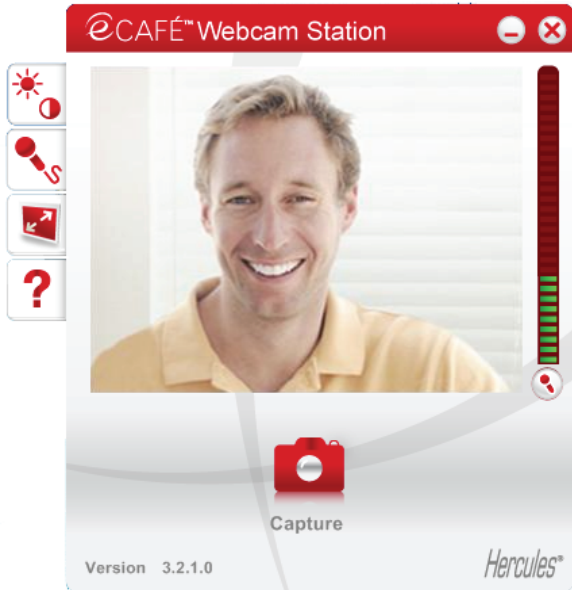 eCAFÉ™ Webcam Station
?
Capture
Version 3.2.1.0
Hercules®